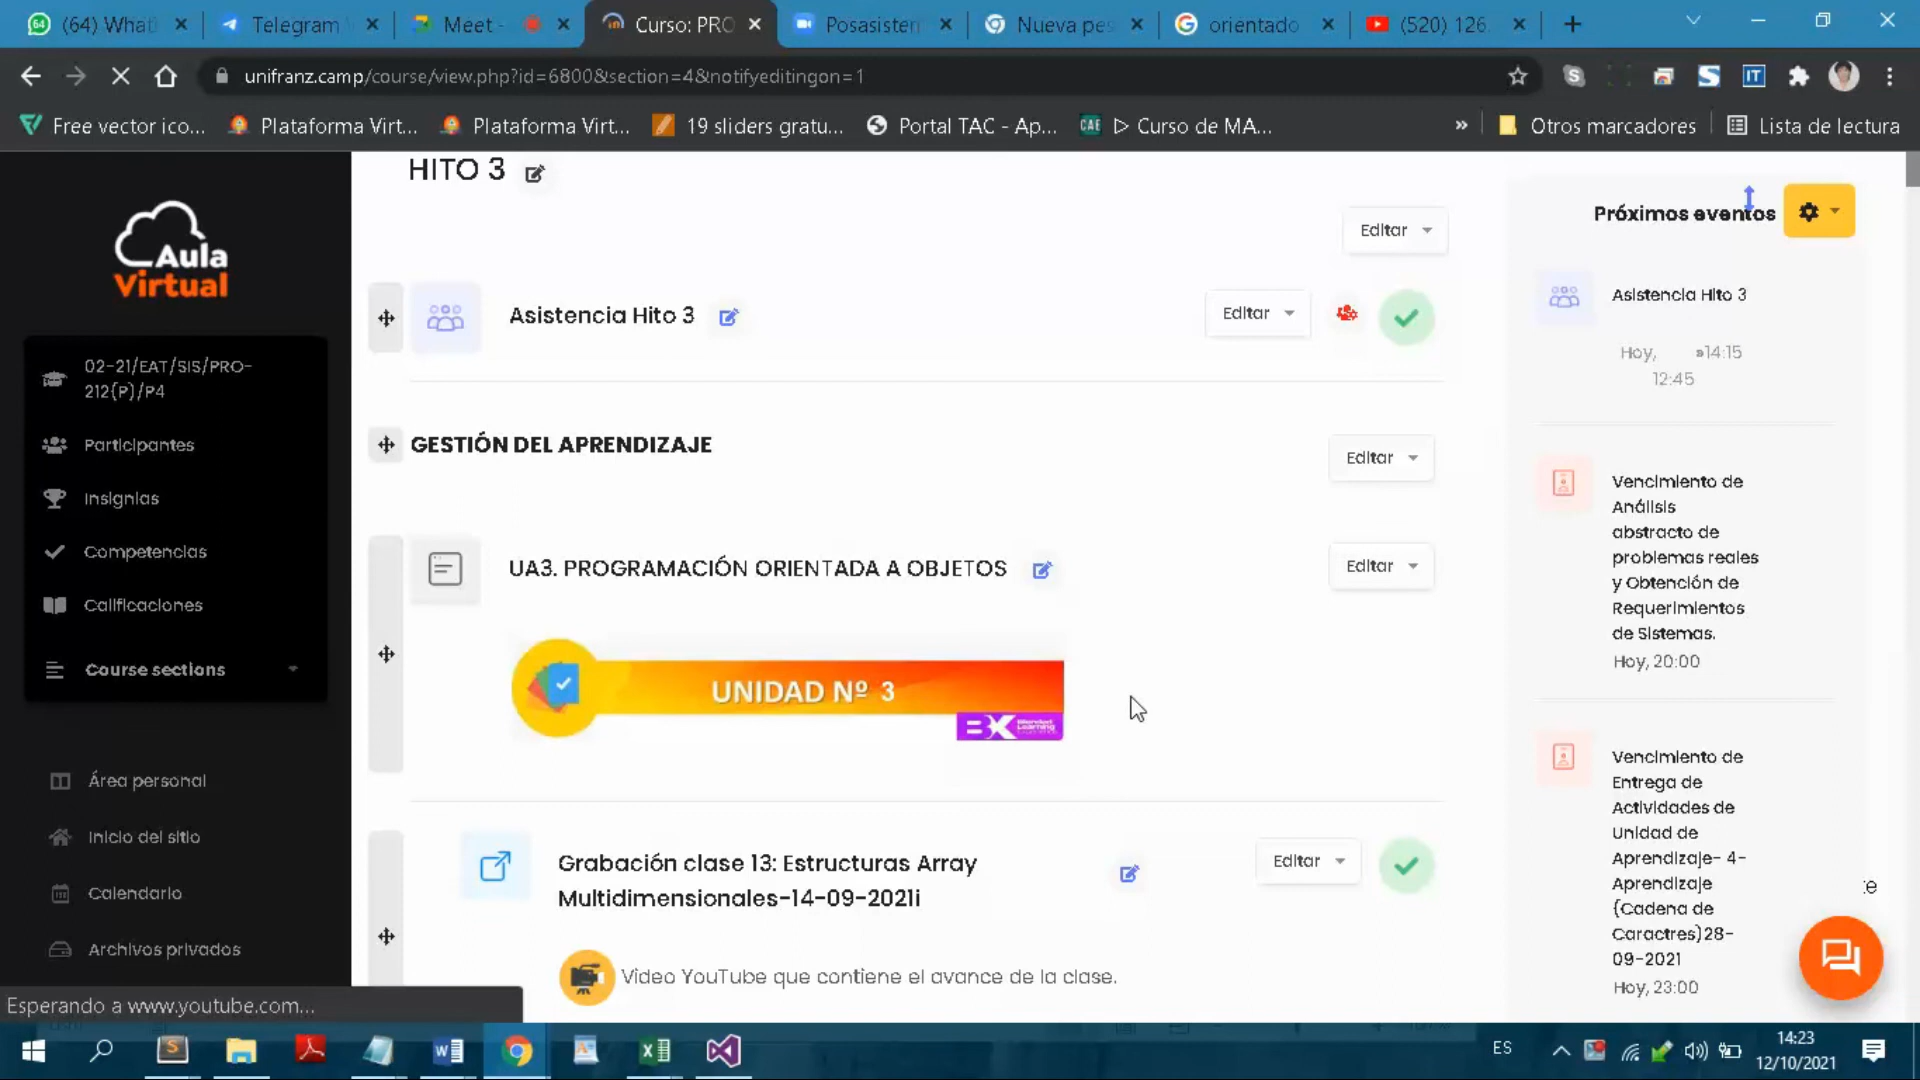 (64) What
Telegram
Meet -
Curso: PRO
Posasisten
Nueva pes
orientado
(520) 126
unifranz.camp/course/view.php?id=6800&section=4&notifyeditingon=1
Free vector ico...
Plataforma Virt...
Plataforma Virt...
19 sliders gratu...
Portal TAC - Ap...
CAE
▷ Curso de MA...
»
Otros marcadores
Lista de lectura
Aula
Virtual
02-21/EAT/SIS/PRO-
212(P)/P4
Participantes
Insignias
Competencias
Calificaciones
Course sections
Área personal
Inicio del sitio
Calendario
Archivos privados
HITO 3
Editar
Asistencia Hito 3
Editar
GESTIÓN DEL APRENDIZAJE
Editar
UA3. PROGRAMACIÓN ORIENTADA A OBJETOS
Editar
UNIDAD Nº 3
BX Blended Learning
Grabación clase 13: Estructuras Array
Multidimensionales-14-09-2021i
Editar
Video YouTube que contiene el avance de la clase.
Próximos eventos
Asistencia Hito 3
Hoy, »14:15
12:45
Vencimiento de
Análisis
abstracto de
problemas reales
y Obtención de
Requerimientos
de Sistemas.
Hoy, 20:00
Vencimiento de
Entrega de
Actividades de
Unidad de
Aprendizaje- 4-
Aprendizaje
(Cadena de
Caractres)28-
09-2021
Hoy, 23:00
Esperando a www.youtube.com...
ES
14:23
12/10/2021